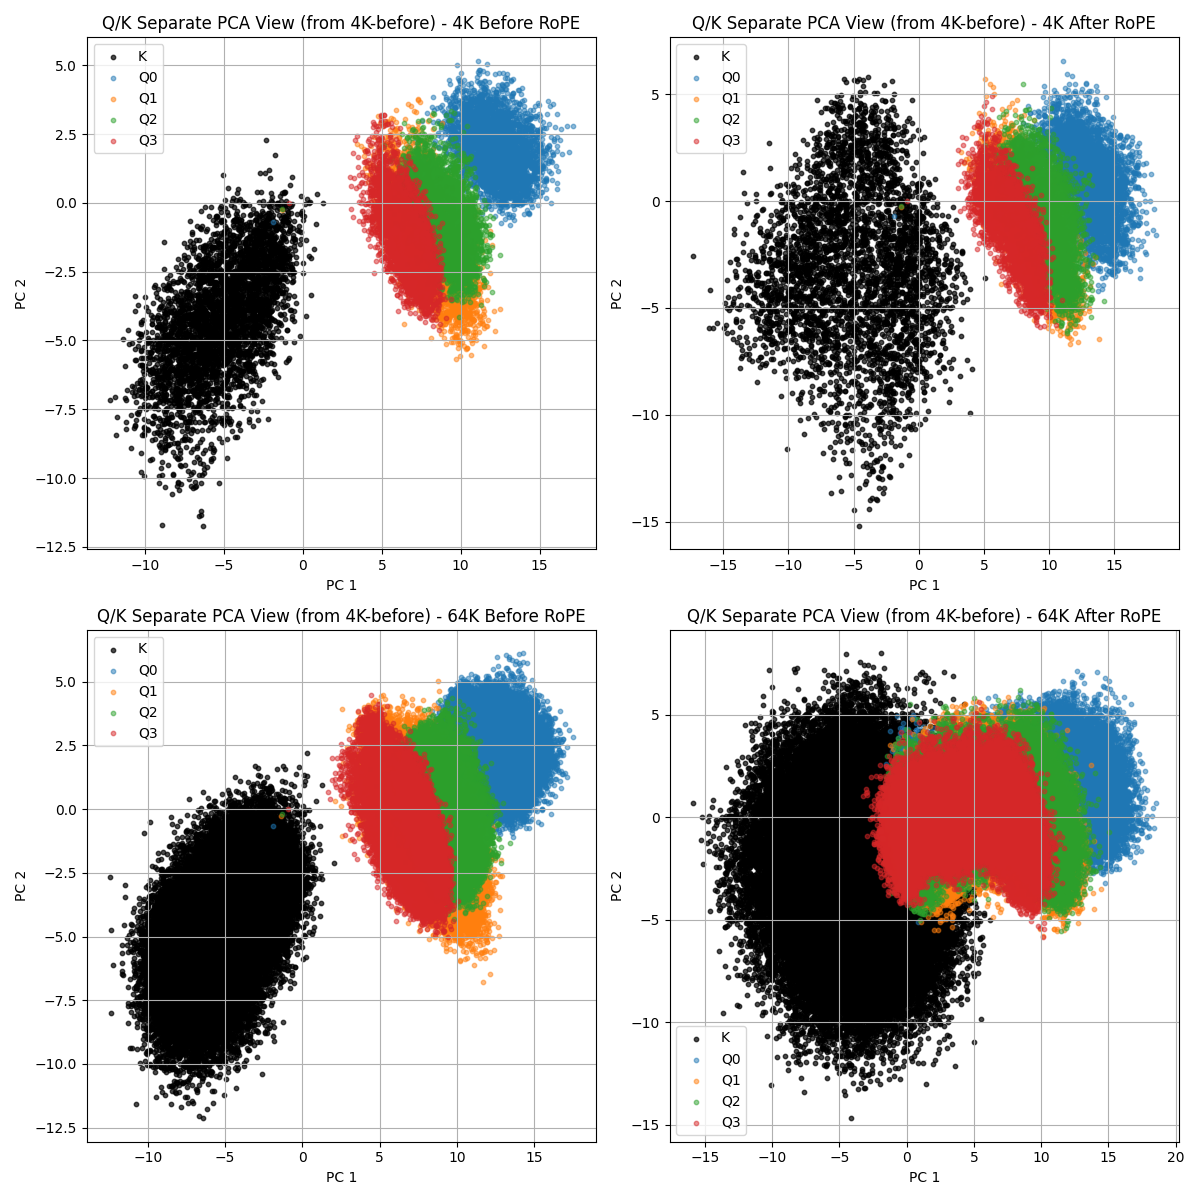 Q/K Separate PCA View (from 4K-before) - 4K Before RoPE
K
Q0
Q1
Q2
Q3
5.0
2.5
0.0
−2.5
−5.0
−7.5
−10.0
−12.5
PC 2
−10
−5
0
5
10
15
PC 1
Q/K Separate PCA View (from 4K-before) - 4K After RoPE
K
Q0
Q1
Q2
Q3
5
0
−5
−10
−15
PC 2
−15
−10
−5
0
5
10
15
PC 1
Q/K Separate PCA View (from 4K-before) - 64K Before RoPE
K
Q0
Q1
Q2
Q3
5.0
2.5
0.0
−2.5
−5.0
−7.5
−10.0
−12.5
PC 2
−10
−5
0
5
10
15
PC 1
Q/K Separate PCA View (from 4K-before) - 64K After RoPE
5
0
−5
−10
−15
PC 2
K
Q0
Q1
Q2
Q3
−15
−10
−5
0
5
10
15
20
PC 1